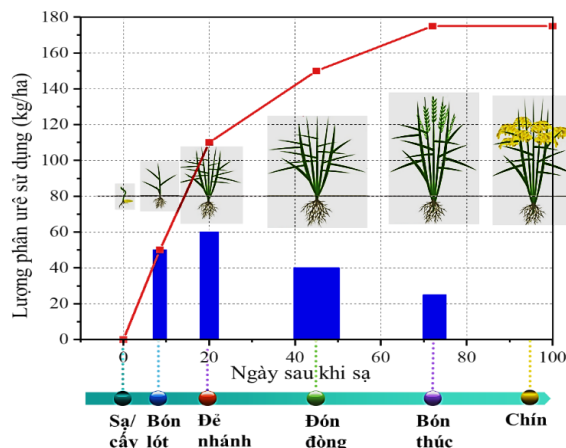 Lượng phân urê sử dụng (kg/ha)
180
160
140
120
100
80
60
40
20
0
0 20 40 60 80 100
Ngày sau khi sạ
Sạ/ cấy
Bón lót
Đẻ nhánh
Đón đòng
Bón thúc
Chín